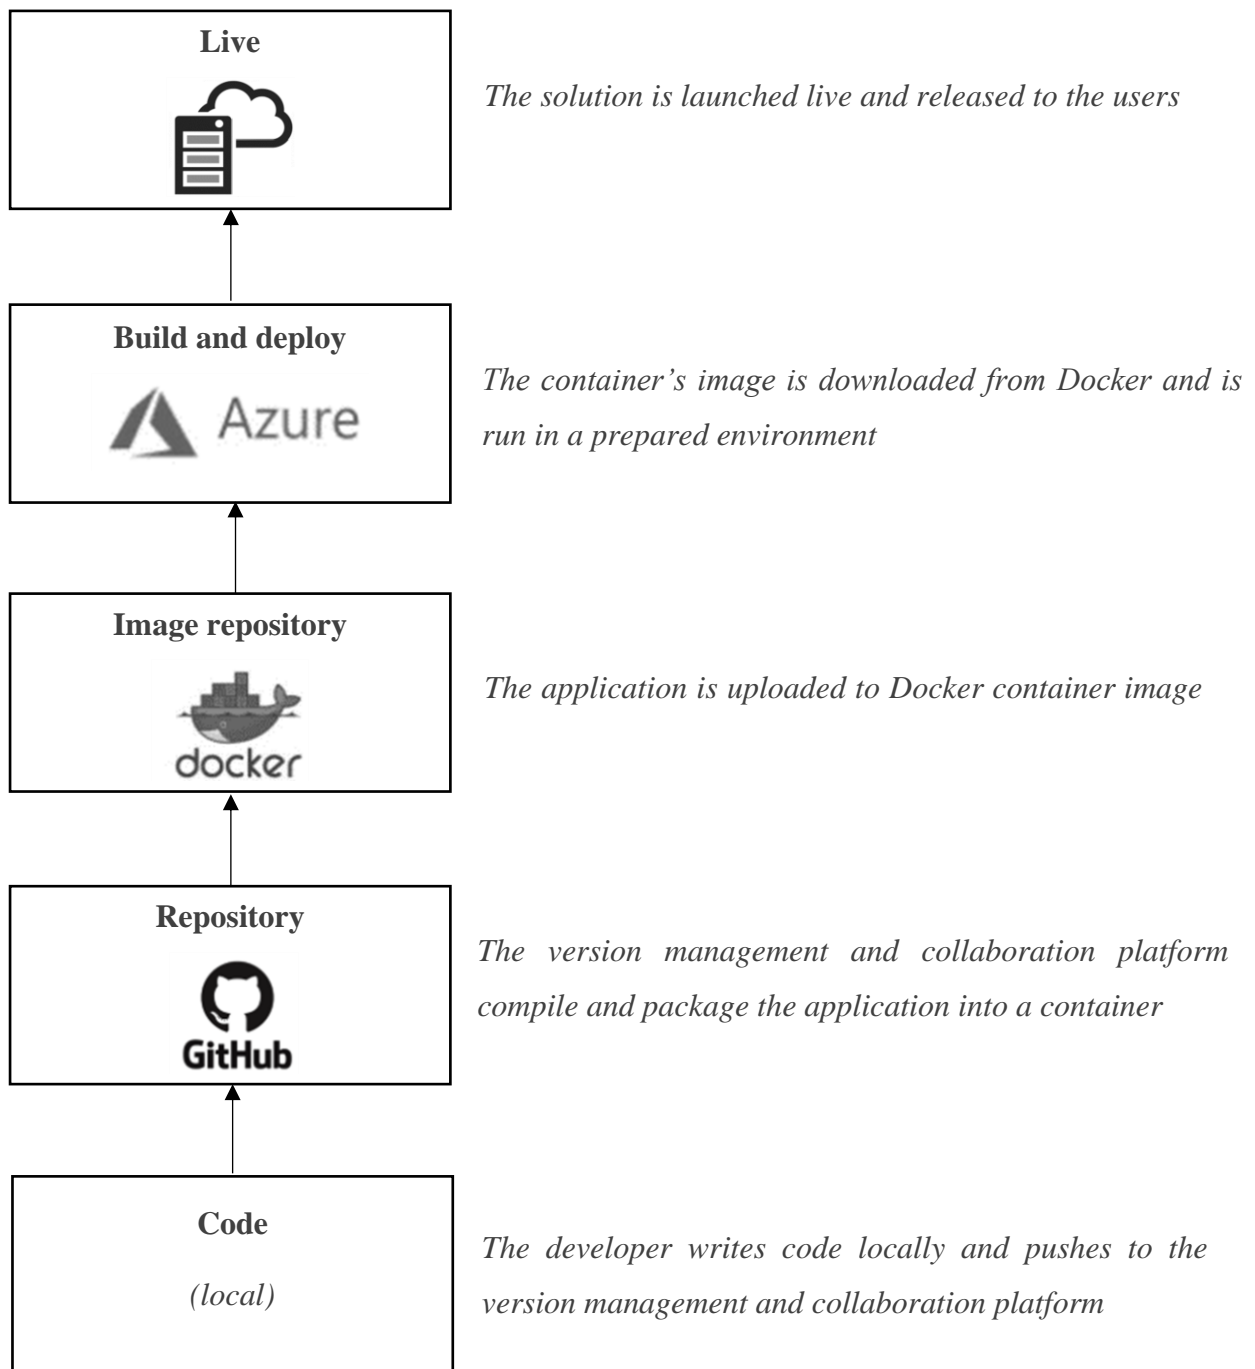 Live
The solution is launched live and released to the users
Build and deploy
Azure
The container’s image is downloaded from Docker and is
run in a prepared environment
Image repository
docker
The application is uploaded to Docker container image
Repository
GitHub
The version management and collaboration platform
compile and package the application into a container
Code
(local)
The developer writes code locally and pushes to the
version management and collaboration platform